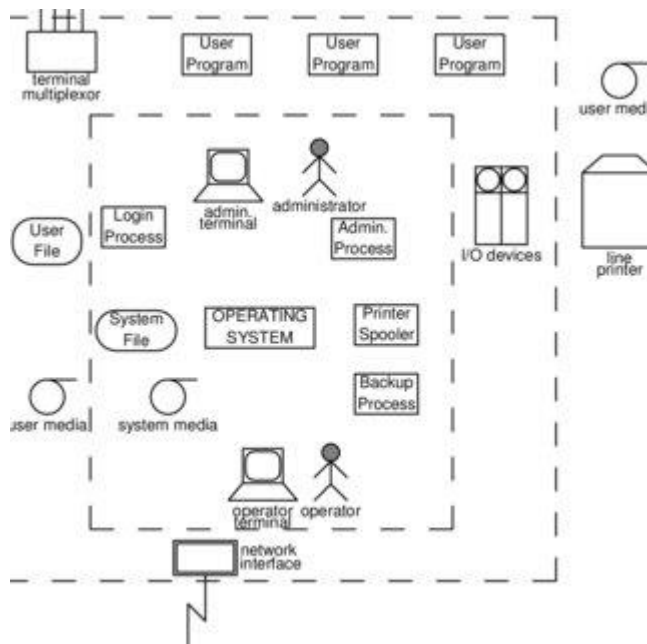 User
Program
User
Program
User
Program
terminal
multiplexor
user media
admin.
terminal
administrator
Login
Process
User
File
Admin.
Process
I/O devices
line
printer
System
File
OPERATING
SYSTEM
Printer
Spooler
Backup
Process
user media
system media
operator
terminal
operator
network
interface